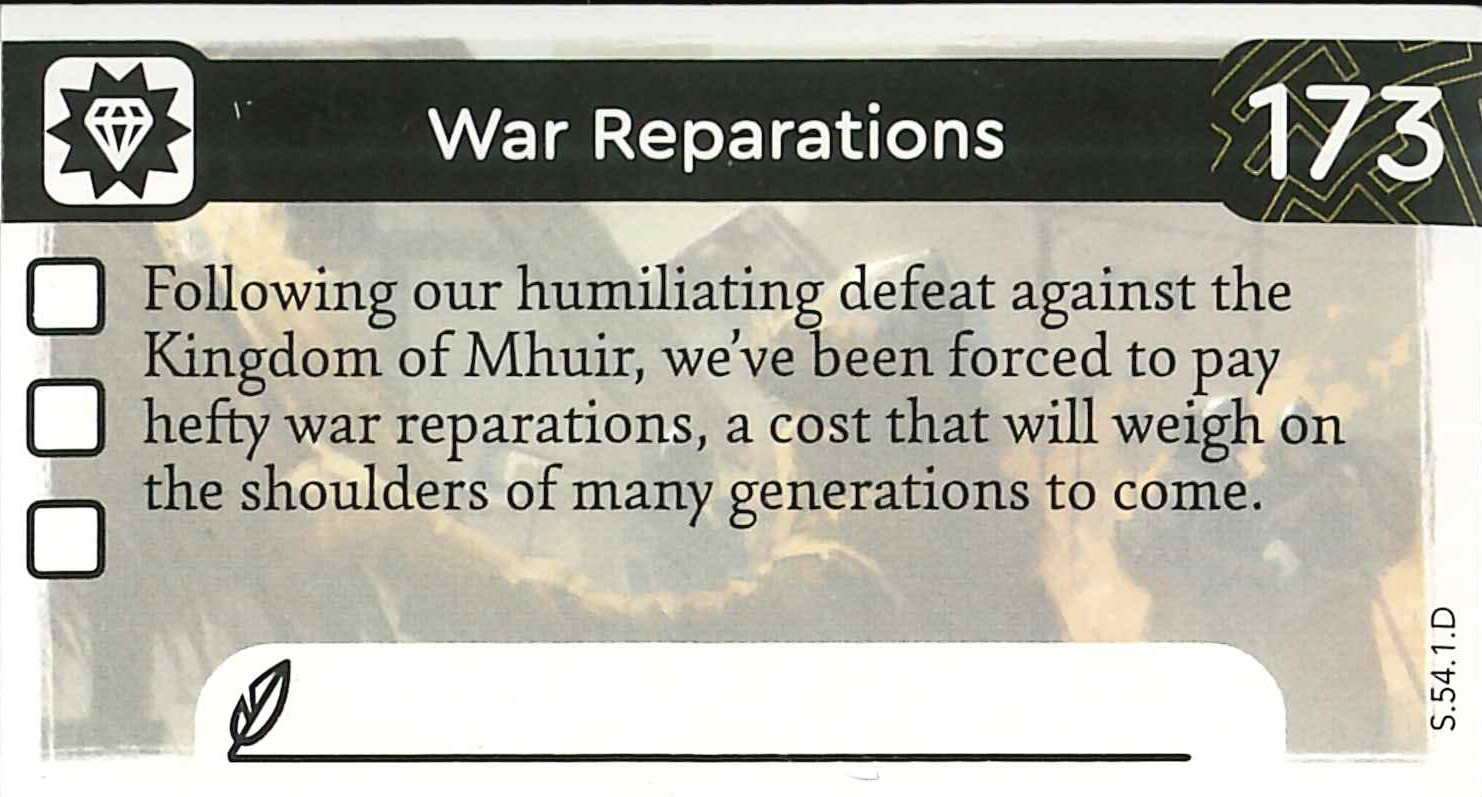 War Reparations
173
Following our humiliating defeat against the
Kingdom of Mhuir, we've been forced to pay
hefty war reparations, a cost that will weigh on
the shoulders of many generations to come.
S.54.1.D